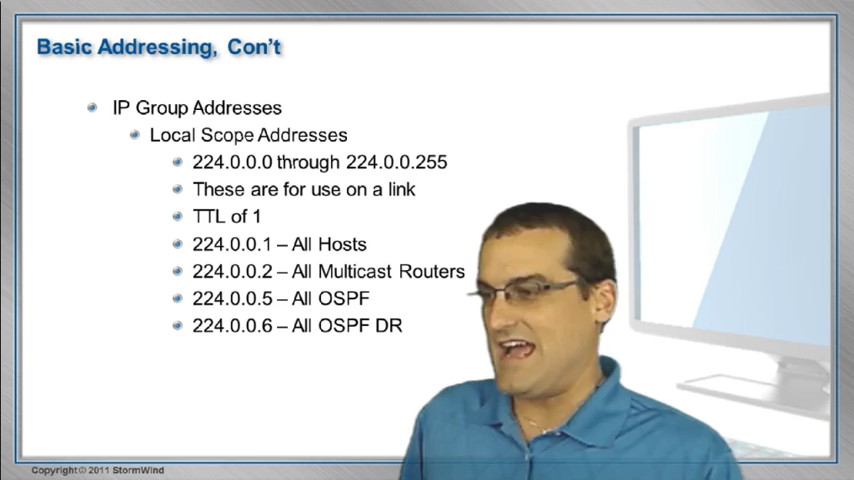 Basic Addressing, Con't
IP Group Addresses
Local Scope Addresses
224.0.0.0 through 224.0.0.255
These are for use on a link
TTL of 1
224.0.0.1 – All Hosts
224.0.0.2 – All Multicast Routers
224.0.0.5 – All OSPF
224.0.0.6 – All OSPF DR
Copyright © 2011 StormWind